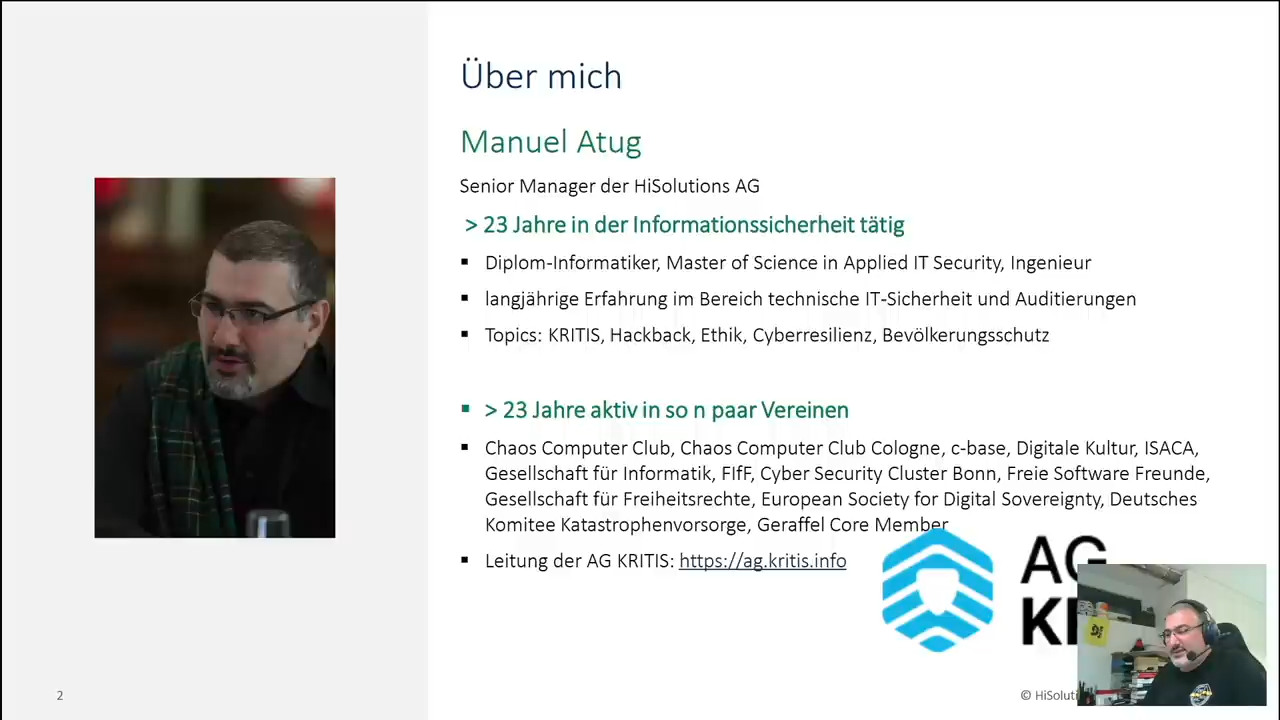 Über mich
Manuel Atug
Senior Manager der HiSolutions AG
> 23 Jahre in der Informationssicherheit tätig
▪ Diplom-Informatiker, Master of Science in Applied IT Security, Ingenieur
▪ langjährige Erfahrung im Bereich technische IT-Sicherheit und Auditierungen
▪ Topics: KRITIS, Hackback, Ethik, Cyberresilienz, Bevölkerungsschutz
▪ > 23 Jahre aktiv in so n paar Vereinen
▪ Chaos Computer Club, Chaos Computer Club Cologne, c-base, Digitale Kultur, ISACA,
Gesellschaft für Informatik, FIfF, Cyber Security Cluster Bonn, Freie Software Freunde,
Gesellschaft für Freiheitsrechte, European Society for Digital Sovereignty, Deutsches
Komitee Katastrophenvorsorge, Geraffel Core Member
▪ Leitung der AG KRITIS: https://ag.kritis.info
AG
2
©